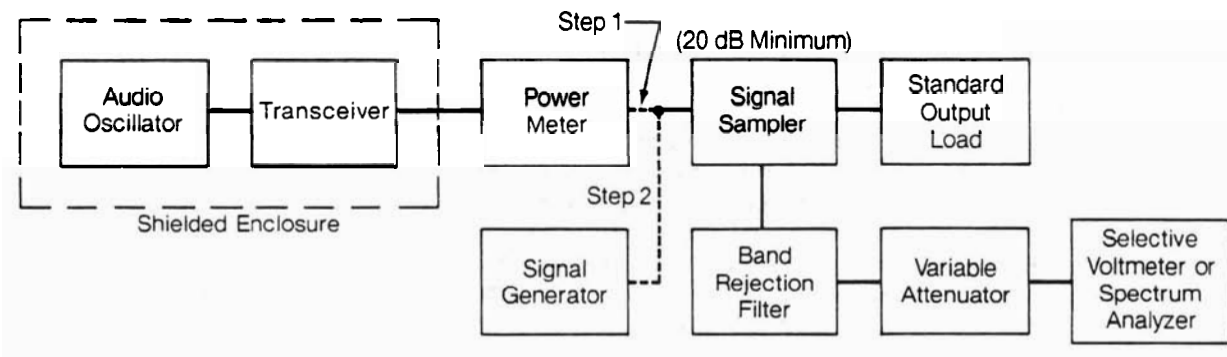 Step 1
(20 dB Minimum)
Audio
Oscillator
Transceiver
Power
Meter
Signal
Sampler
Standard
Output
Load
Shielded Enclosure
Step 2
Signal
Generator
Band
Rejection
Filter
Variable
Attenuator
Selective
Voltmeter or
Spectrum
Analyzer